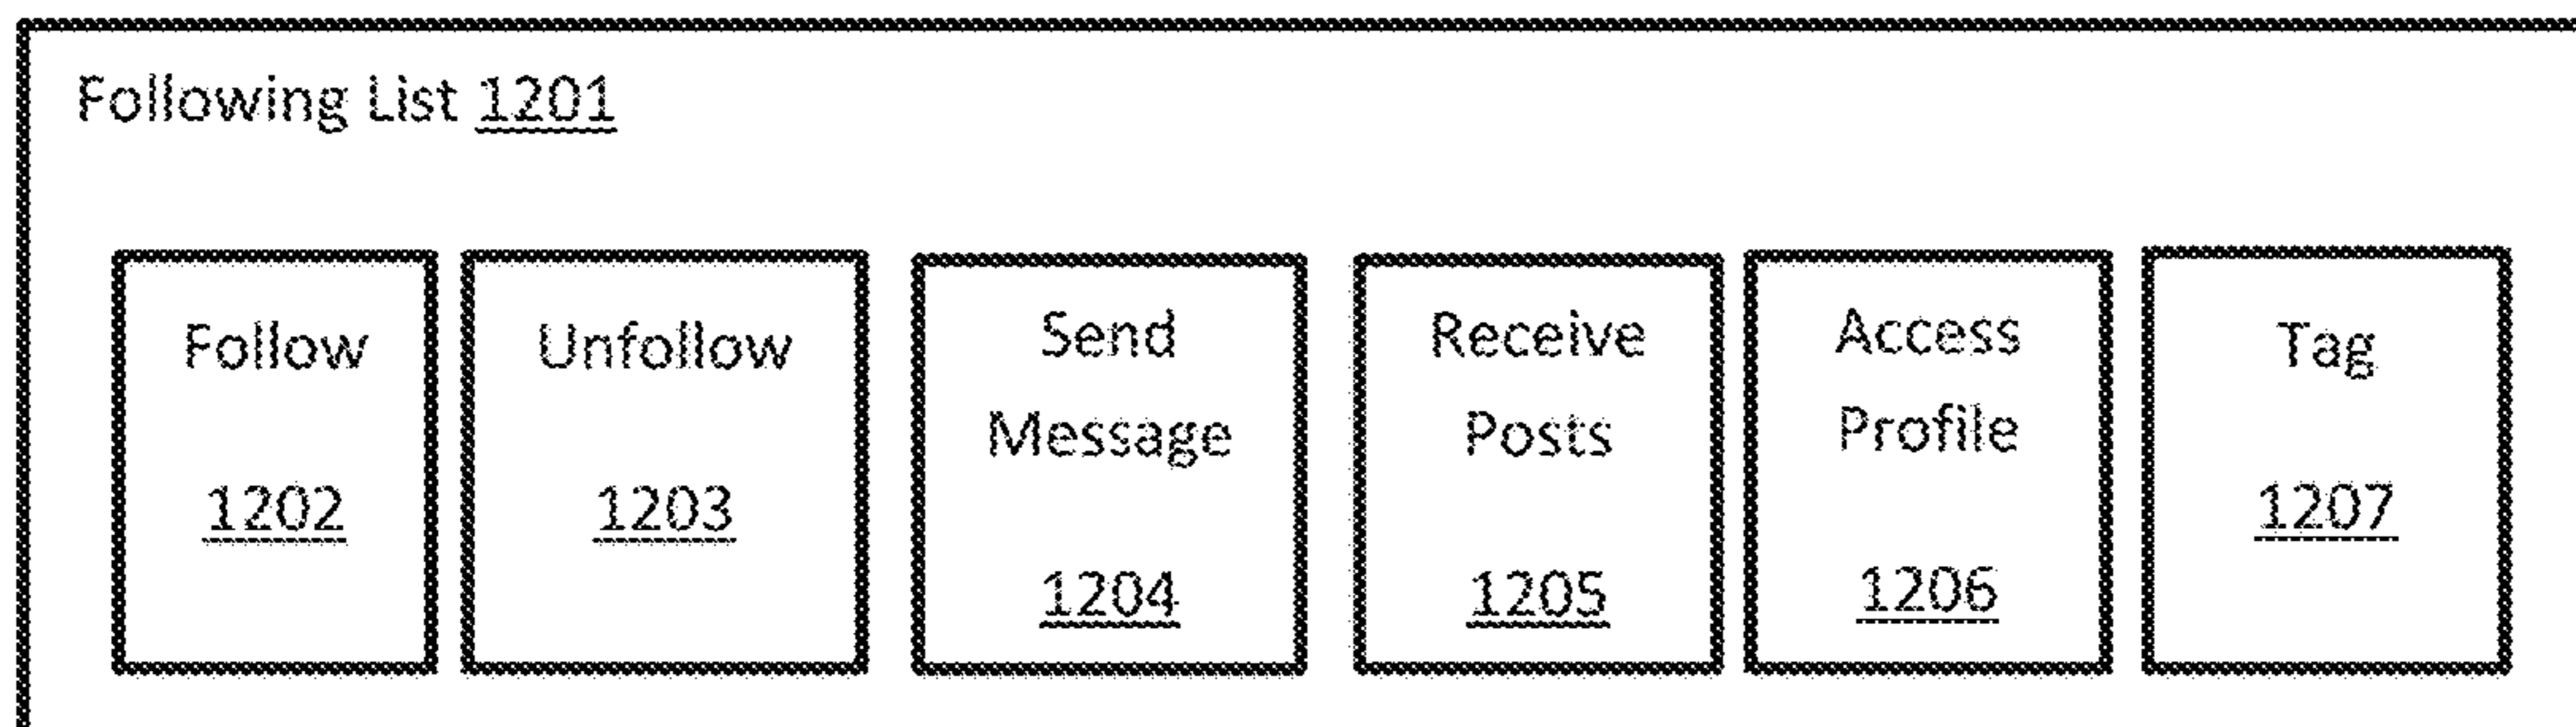 Following List 1201
Follow
1202
Unfollow
1203
Send
Message
1204
Receive
Posts
1205
Access
Profile
1206
Tag
1207